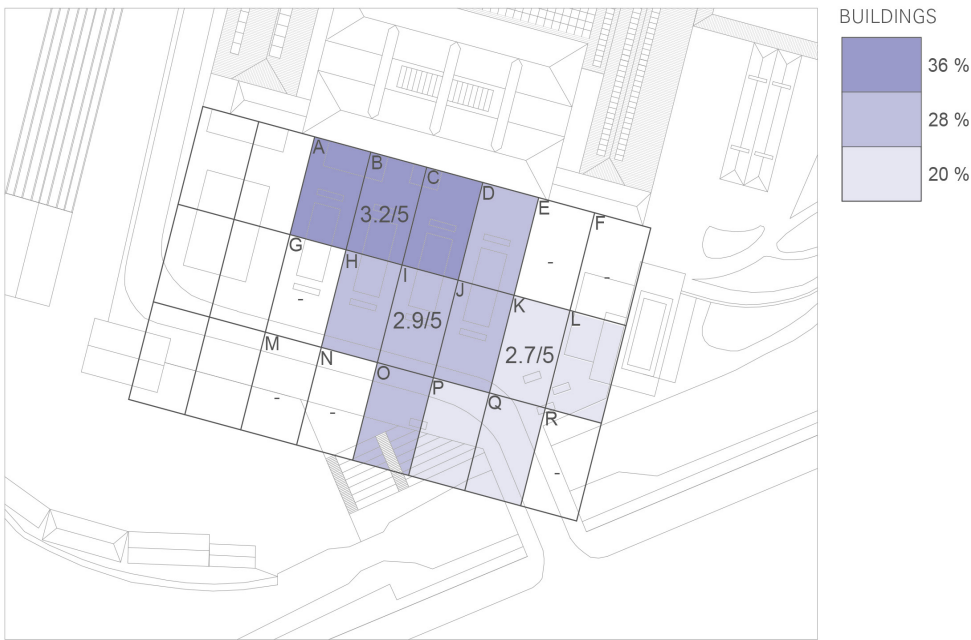 BUILDINGS
36 %
28 %
20 %
A
B
C
D
E
F
3.2/5
-
-
G
H
I
J
K
L
-
2.9/5
2.7/5
M
N
O
P
Q
R
-
-
-